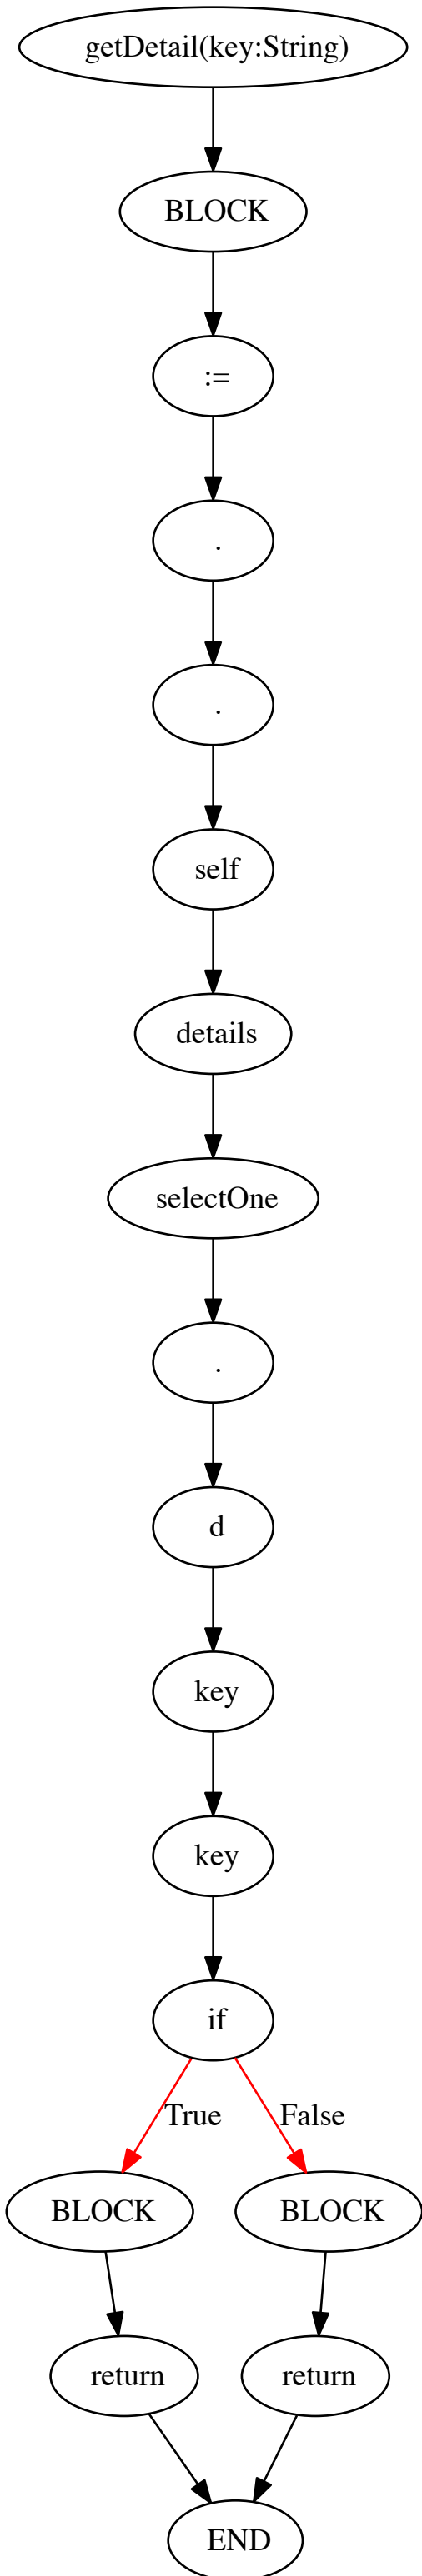 getDetail(key:String)
BLOCK
:=
.
.
self
details
selectOne
.
d
key
key
if
True
False
BLOCK
BLOCK
return
return
END